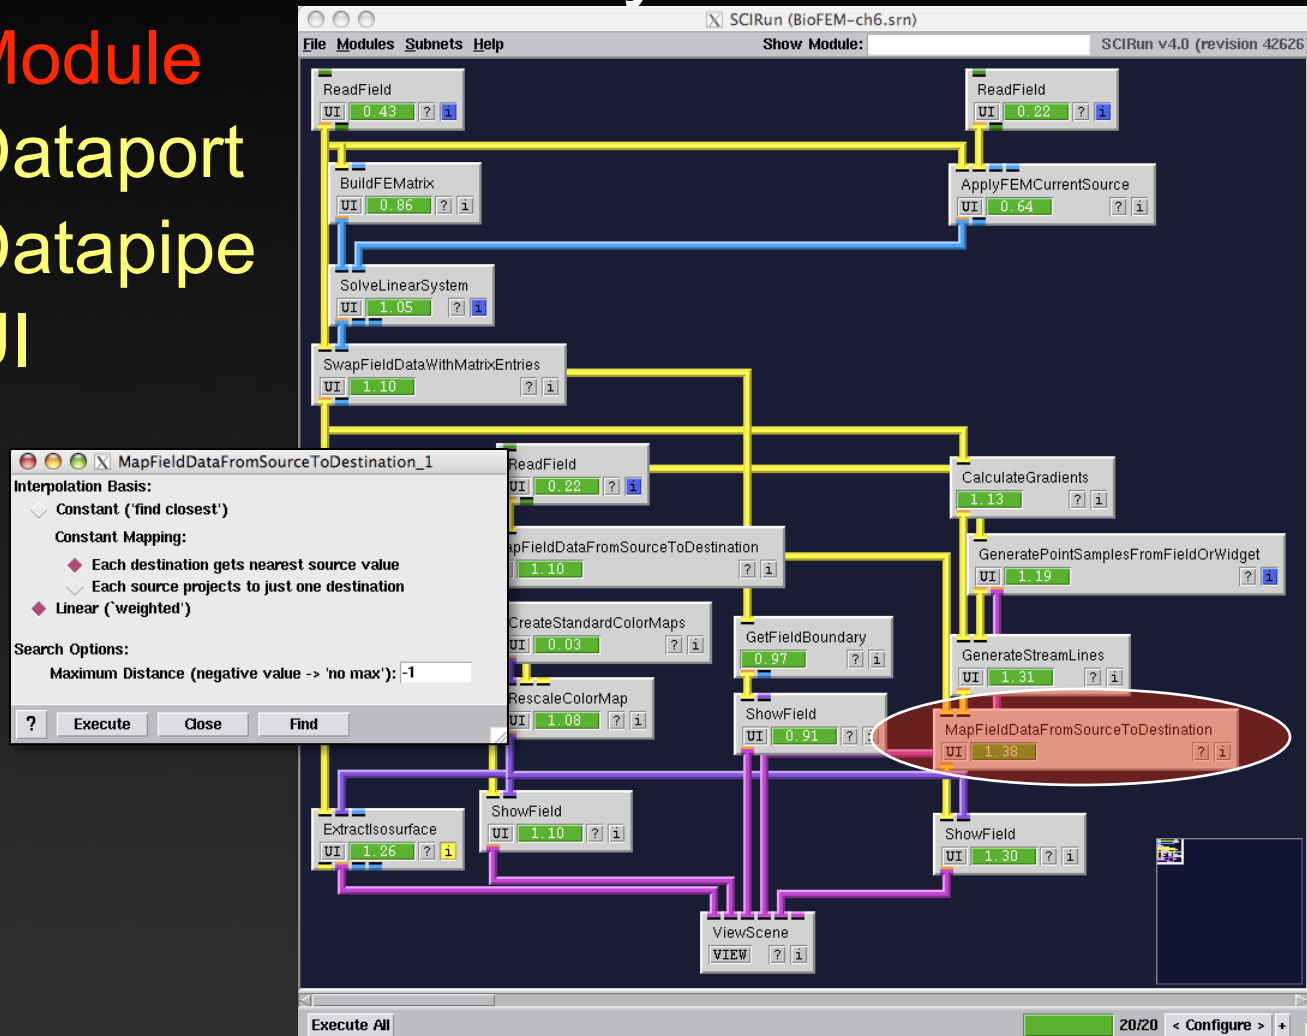 Module
Dataport
Datapipe
UI
SCIRun (BioFEM-ch6.srn)
File Modules Subnets Help
Show Module:
SCIRun v4.0 (revision 42626)
ReadField
UI 0.43 ? i
ReadField
UI 0.22 ? i
BuildFEMatrix
UI 0.86 ? i
ApplyFEMCurrentSource
UI 0.64 ? i
SolveLinearSystem
UI 1.05 ? i
SwapFieldDataWithMatrixEntries
UI 1.10 ? i
MapFieldDataFromSourceToDestination_1
Interpolation Basis:
Constant ('find closest')
Constant Mapping:
Each destination gets nearest source value
Each source projects to just one destination
Linear (`weighted')
Search Options:
Maximum Distance (negative value -> 'no max'): -1
? Execute Close Find
ReadField
UI 0.22 ? i
CalculateGradients
1.13 ? i
apFieldDataFromSourceToDestination
1.10 ? i
GeneratePointSamplesFromFieldOrWidget
UI 1.19 ? i
CreateStandardColorMaps
UI 0.03 ? i
GetFieldBoundary
0.97 ? i
GenerateStreamLines
UI 1.31 ? i
RescaleColorMap
UI 1.08 ? i
ShowField
UI 0.91 ? i
MapFieldDataFromSourceToDestination
UI 1.38 ? i
ExtractIsosurface
UI 1.26 ? i
ShowField
UI 1.10 ? i
ShowField
UI 1.30 ? i
ViewScene
VIEW ? i
Execute All
20/20 < Configure > +